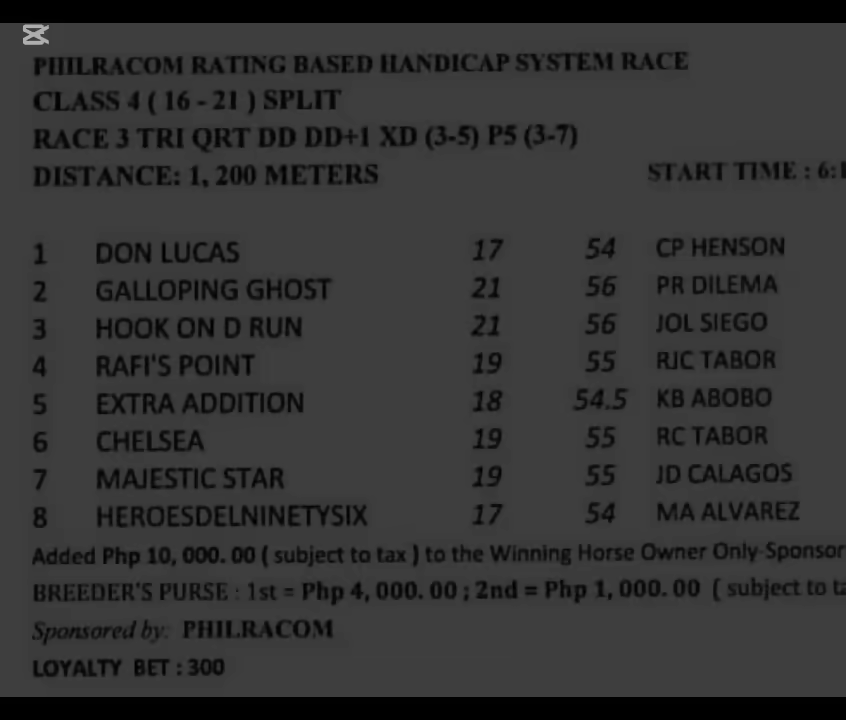 PHILRACOM RATING BASED HANDICAP SYSTEM RACE
CLASS 4 ( 16 - 21 ) SPLIT
RACE 3 TRI QRT DD DD+1 XD (3-5) P5 (3-7)
DISTANCE: 1, 200 METERS START TIME : 6:
1 DON LUCAS 17 54 CP HENSON
2 GALLOPING GHOST 21 56 PR DILEMA
3 HOOK ON D RUN 21 56 JOL SIEGO
4 RAFI'S POINT 19 55 RJC TABOR
5 EXTRA ADDITION 18 54.5 KB ABOBO
6 CHELSEA 19 55 RC TABOR
7 MAJESTIC STAR 19 55 JD CALAGOS
8 HEROESDELNINETYSIX 17 54 MA ALVAREZ
Added Php 10, 000. 00 ( subject to tax ) to the Winning Horse Owner Only-Sponsor
BREEDER'S PURSE : 1st = Php 4, 000. 00 ; 2nd = Php 1, 000. 00 ( subject to
Sponsored by: PHILRACOM
LOYALTY BET : 300